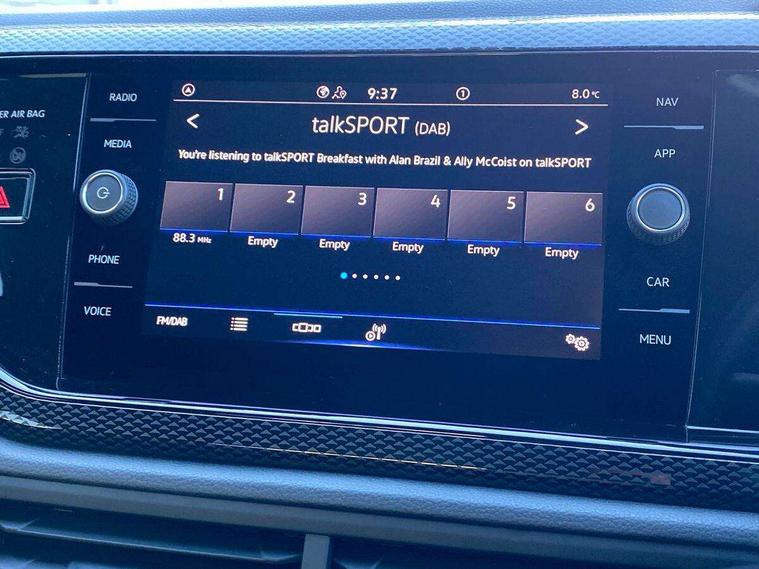 RADIO
MEDIA
PHONE
VOICE
ER AIR BAG
9:37
1
8.0°C
< talkSPORT (DAB) >
You're listening to talkSPORT Breakfast with Alan Brazil & Ally McCoist on talkSPORT
1 2 3 4 5 6
88.3 MHz Empty Empty Empty Empty Empty
FM/DAB
NAV
APP
CAR
MENU